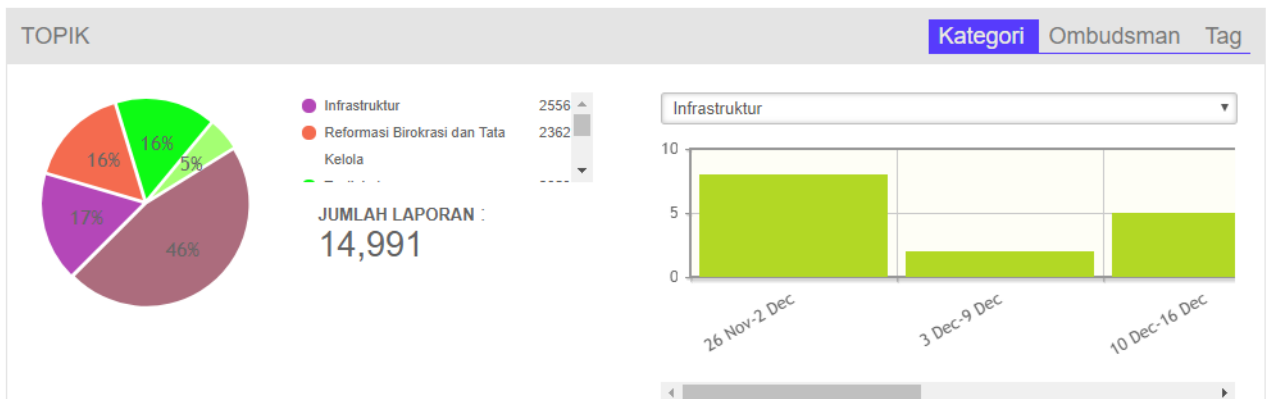 TOPIK
Kategori Ombudsman Tag
17%
16%
16%
5%
46%
Infrastruktur 2556
Reformasi Birokrasi dan Tata 2362
Kelola
JUMLAH LAPORAN :
14,991
Infrastruktur
10
5
0
26 Nov-2 Dec
3 Dec-9 Dec
10 Dec-16 Dec